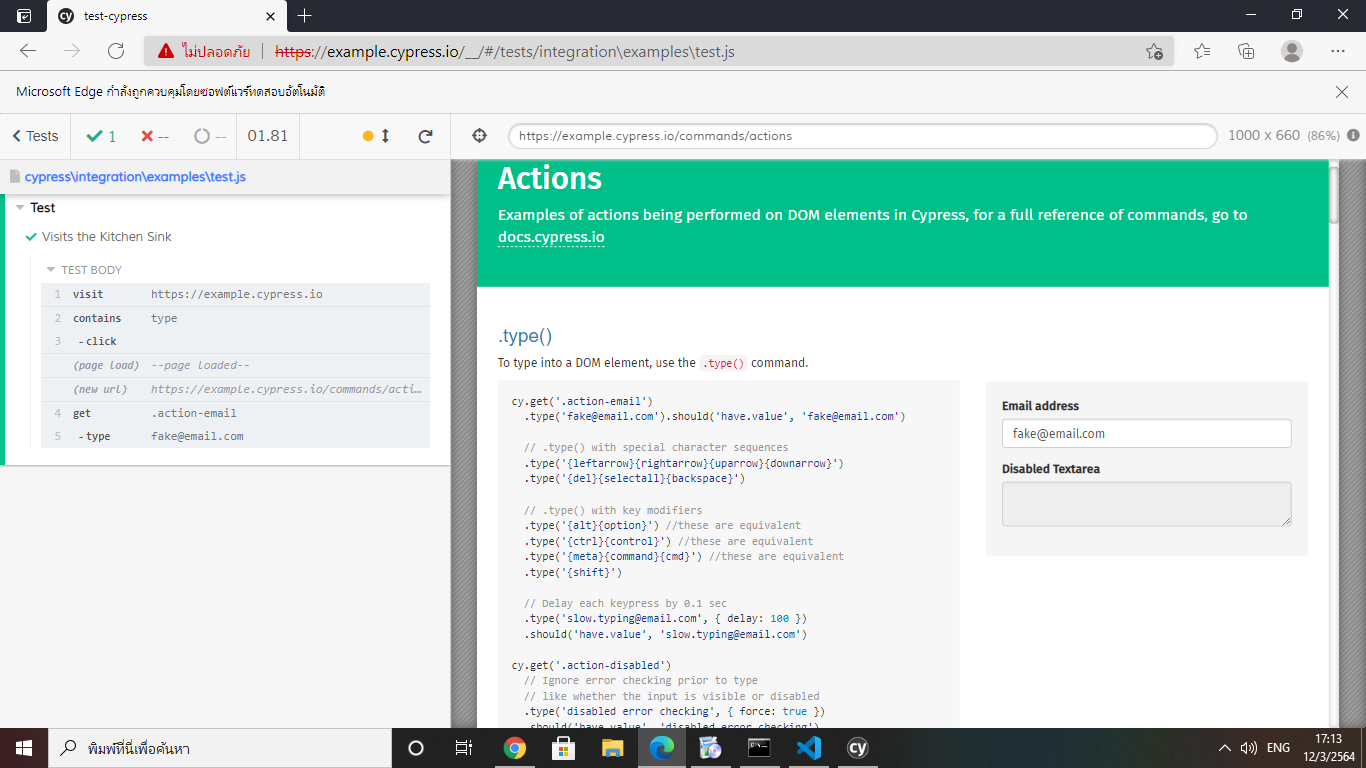 test-cypress
ไม่ปลอดภัย https://example.cypress.io/__/#/tests/integration\examples\test.js
Microsoft Edge กำลังถูกควบคุมโดยซอฟต์แวร์ทดสอบอัตโนมัติ
Tests 1 -- -- 01.81
https://example.cypress.io/commands/actions 1000 x 660 (86%)
cypress\integration\examples\test.js
Test
Visits the Kitchen Sink
TEST BODY
1 visit https://example.cypress.io
2 contains type
3 -click
(page load) --page loaded--
(new url) https://example.cypress.io/commands/acti…
4 get .action-email
5 -type fake@email.com
Actions
Examples of actions being performed on DOM elements in Cypress, for a full reference of commands, go to
docs.cypress.io
.type()
To type into a DOM element, use the .type() command.
cy.get('.action-email')
.type('fake@email.com').should('have.value', 'fake@email.com')
// .type() with special character sequences
.type('{leftarrow}{rightarrow}{uparrow}{downarrow}')
.type('{del}{selectall}{backspace}')
// .type() with key modifiers
.type('{alt}{option}') //these are equivalent
.type('{ctrl}{control}') //these are equivalent
.type('{meta}{command}{cmd}') //these are equivalent
.type('{shift}')
// Delay each keypress by 0.1 sec
.type('slow.typing@email.com', { delay: 100 })
.should('have.value', 'slow.typing@email.com')
cy.get('.action-disabled')
// Ignore error checking prior to type
// like whether the input is visible or disabled
.type('disabled error checking', { force: true })
.should('have.value', 'disabled error checking')
Email address
fake@email.com
Disabled Textarea
พิมพ์ที่นี่เพื่อค้นหา
ENG
17:13
12/3/2564